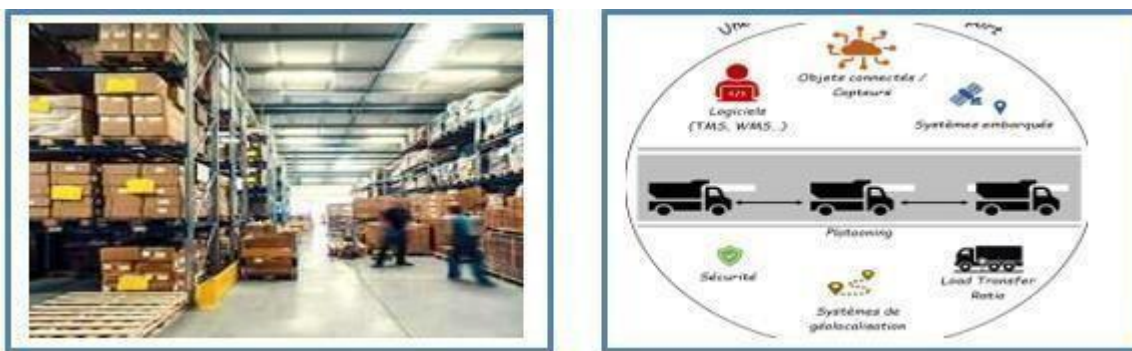 Objets connectés /
Capteurs
Logiciels
(TMS, WMS..)
Systèmes embarqués
Platooning
Sécurité
Load Transfer
Ratio
Systèmes de
géolocalisation